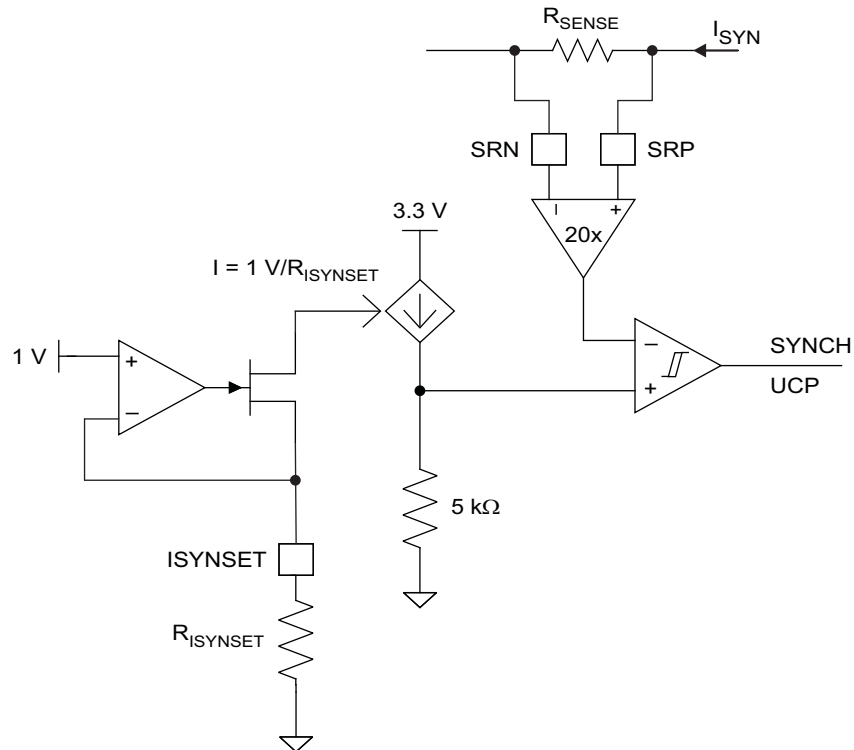 R_SENSE
I_SYN
SRN
SRP
− +
20x
3.3 V
I = 1 V/R_ISYNSET
1 V
+
−
−
+
SYNCH
UCP
5 kΩ
ISYNSET
R_ISYNSET